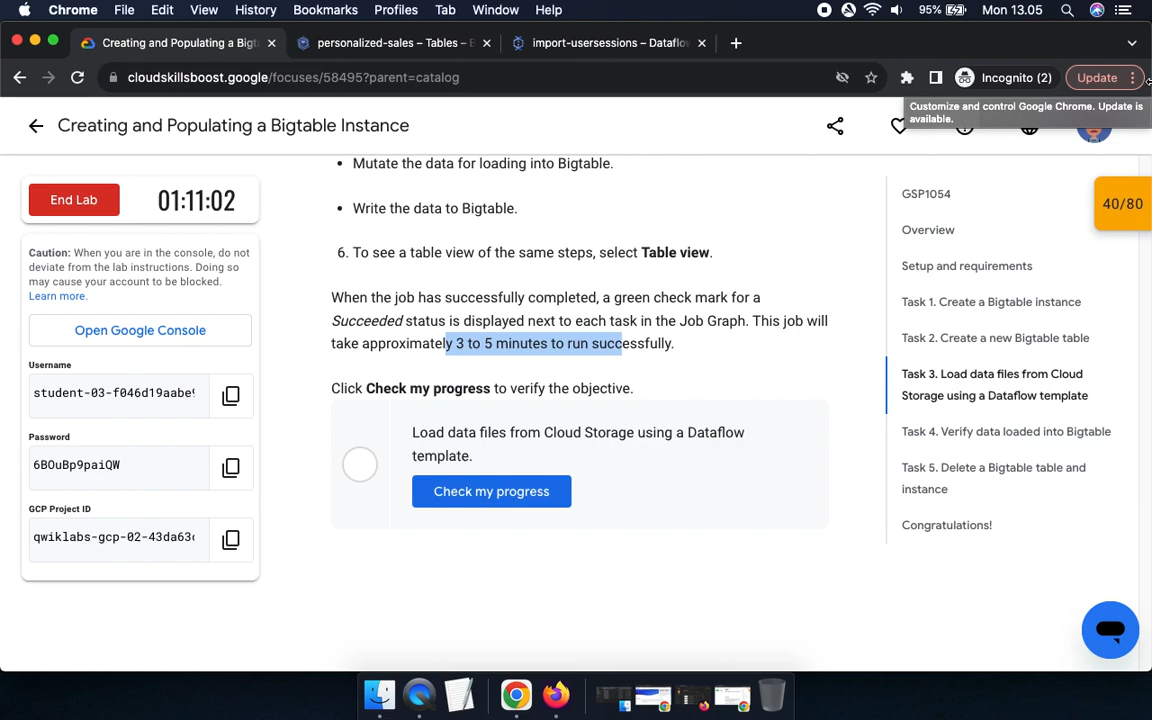 Chrome File Edit View History Bookmarks Profiles Tab Window Help 95% Mon 13.05
Creating and Populating a Bigta
personalized-sales – Tables – B
import-usersessions – Dataflow
cloudskillsboost.google/focuses/58495?parent=catalog
Incognito (2)
Update
Customize and control Google Chrome. Update is
available.
Creating and Populating a Bigtable Instance
End Lab
01:11:02
Caution: When you are in the console, do not
deviate from the lab instructions. Doing so
may cause your account to be blocked.
Learn more.
Open Google Console
Username
student-03-f046d19aabe9
Password
6BOuBp9paiQW
GCP Project ID
qwiklabs-gcp-02-43da63c
• Mutate the data for loading into Bigtable.
• Write the data to Bigtable.
6. To see a table view of the same steps, select Table view.
When the job has successfully completed, a green check mark for a
Succeeded status is displayed next to each task in the Job Graph. This job will
take approximately 3 to 5 minutes to run successfully.
Click Check my progress to verify the objective.
Load data files from Cloud Storage using a Dataflow
template.
Check my progress
GSP1054
Overview
Setup and requirements
Task 1. Create a Bigtable instance
Task 2. Create a new Bigtable table
Task 3. Load data files from Cloud
Storage using a Dataflow template
Task 4. Verify data loaded into Bigtable
Task 5. Delete a Bigtable table and
instance
Congratulations!
40/80